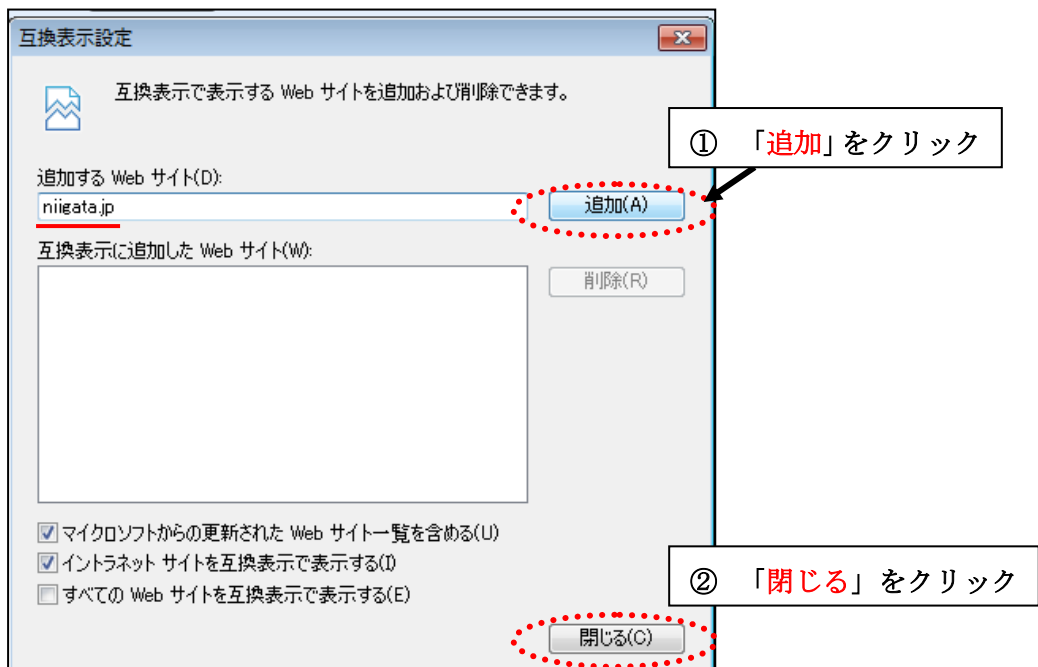 互換表示設定
互換表示で表示する Web サイトを追加および削除できます。
① 「追加」をクリック
追加する Web サイト(D):
niigata.jp
追加(A)
互換表示に追加した Web サイト(W):
削除(R)
マイクロソフトからの更新された Web サイト一覧を含める(U)
イントラネット サイトを互換表示で表示する(I)
すべての Web サイトを互換表示で表示する(E)
② 「閉じる」をクリック
閉じる(C)